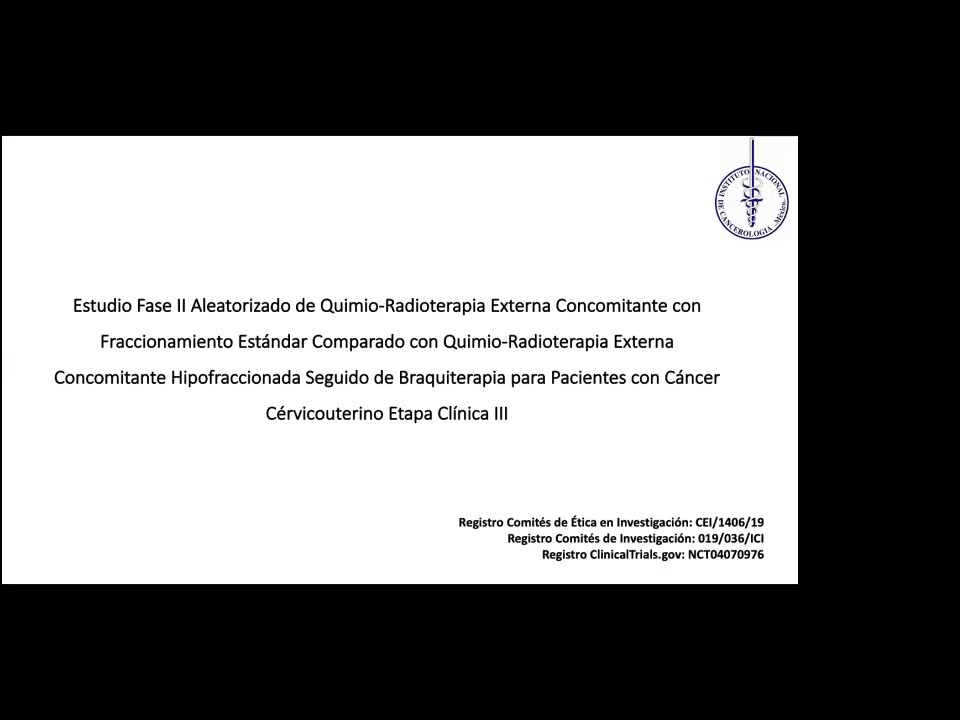 INSTITUTO NACIONAL
DE CANCEROLOGIA
México
Estudio Fase II Aleatorizado de Quimio-Radioterapia Externa Concomitante con
Fraccionamiento Estándar Comparado con Quimio-Radioterapia Externa
Concomitante Hipofraccionada Seguido de Braquiterapia para Pacientes con Cáncer
Cérvicouterino Etapa Clínica III
Registro Comités de Ética en Investigación: CEI/1406/19
Registro Comités de Investigación: 019/036/ICI
Registro ClinicalTrials.gov: NCT04070976